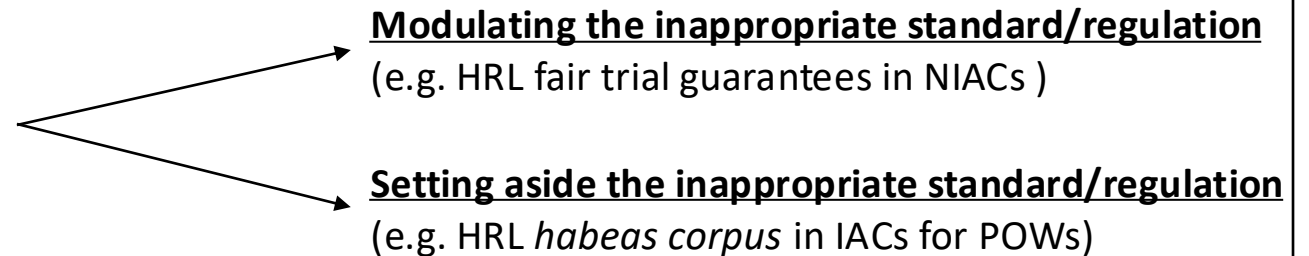 Modulating the inappropriate standard/regulation
(e.g. HRL fair trial guarantees in NIACs )
Setting aside the inappropriate standard/regulation
(e.g. HRL habeas corpus in IACs for POWs)